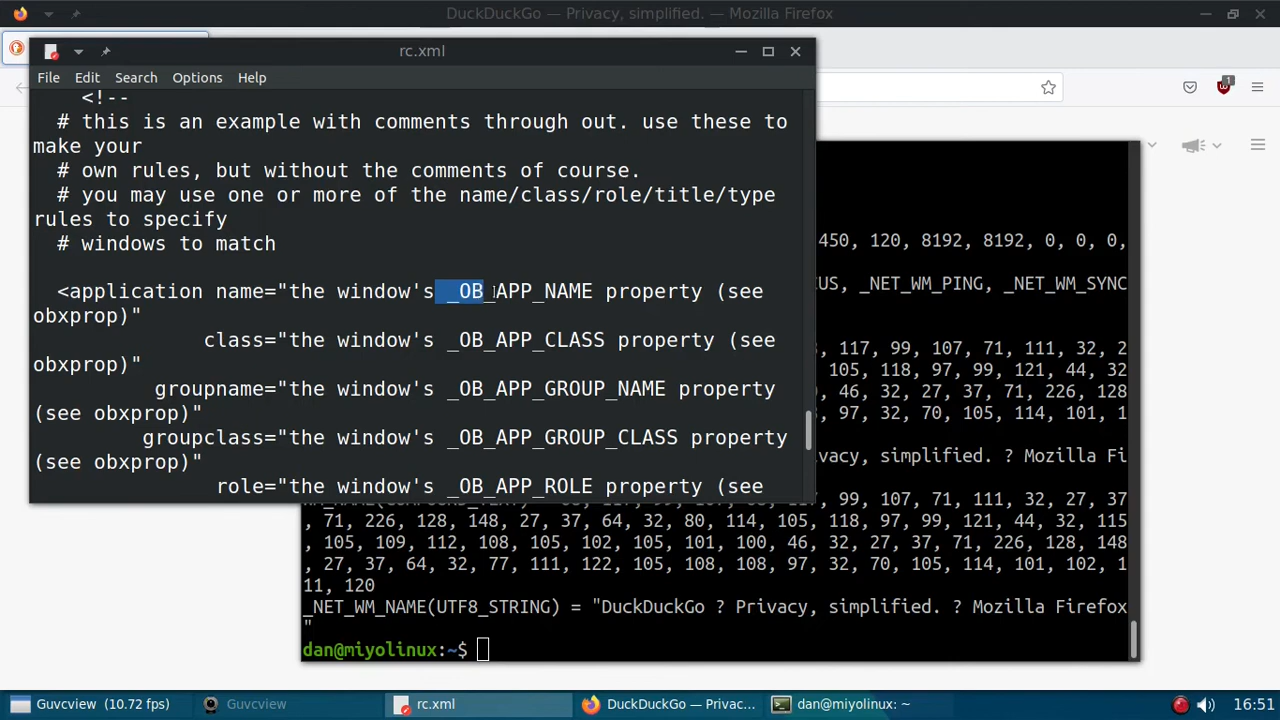 DuckDuckGo — Privacy, simplified. — Mozilla Firefox
rc.xml
File Edit Search Options Help
1
<!--
# this is an example with comments through out. use these to
make your
# own rules, but without the comments of course.
# you may use one or more of the name/class/role/title/type
rules to specify
# windows to match
<application name="the window's _OB_APP_NAME property (see
obxprop)"
class="the window's _OB_APP_CLASS property (see
obxprop)"
groupname="the window's _OB_APP_GROUP_NAME property
(see obxprop)"
groupclass="the window's _OB_APP_GROUP_CLASS property
(see obxprop)"
role="the window's _OB_APP_ROLE property (see
450, 120, 8192, 8192, 0, 0, 0,
CUS, _NET_WM_PING, _NET_WM_SYNC
, 117, 99, 107, 71, 111, 32, 2
105, 118, 97, 99, 121, 44, 32
46, 32, 27, 37, 71, 226, 128
, 97, 32, 70, 105, 114, 101, 1
vacy, simplified. ? Mozilla Fi
, 117, 99, 107, 71, 111, 32, 27, 37
, 71, 226, 128, 148, 27, 37, 64, 32, 80, 114, 105, 118, 97, 99, 121, 44, 32, 115
, 105, 109, 112, 108, 105, 102, 105, 101, 100, 46, 32, 27, 37, 71, 226, 128, 148
, 27, 37, 64, 32, 77, 111, 122, 105, 108, 108, 97, 32, 70, 105, 114, 101, 102, 1
11, 120
_NET_WM_NAME(UTF8_STRING) = "DuckDuckGo ? Privacy, simplified. ? Mozilla Firefox
"
dan@miyolinux:~$
Guvcview (10.72 fps) Guvcview rc.xml DuckDuckGo — Privac... dan@miyolinux: ~ 16:51